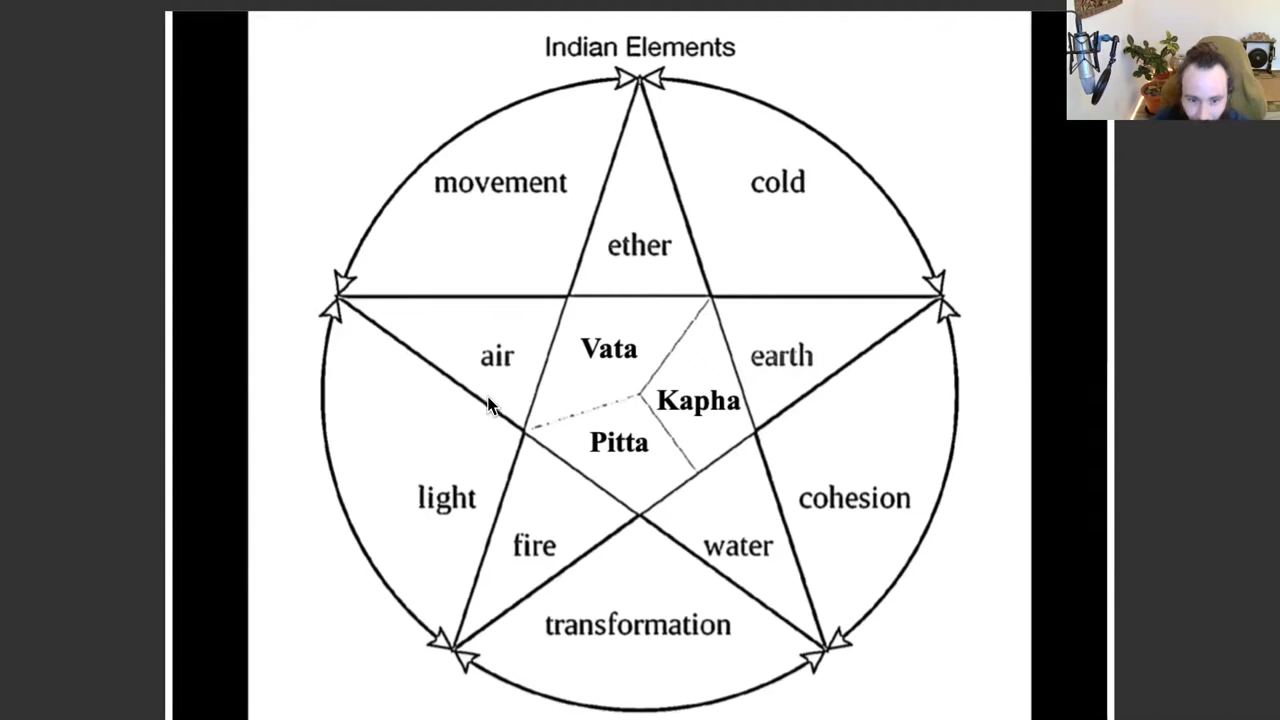 Indian Elements
movement
cold
ether
air
Vata
earth
Kapha
Pitta
light
cohesion
fire
water
transformation